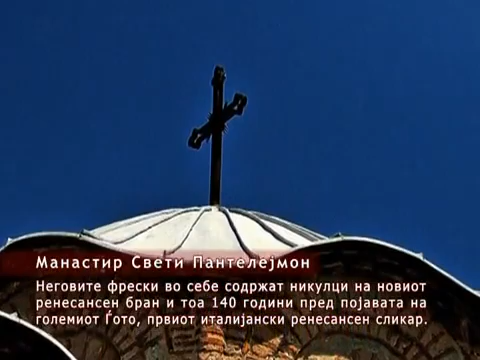 Манастир Свети Пантелејмон
Неговите фрески во себе содржат никулци на новиот
ренесансен бран и тоа 140 години пред појавата на
големиот Ѓото, првиот италијански ренесансен сликар.